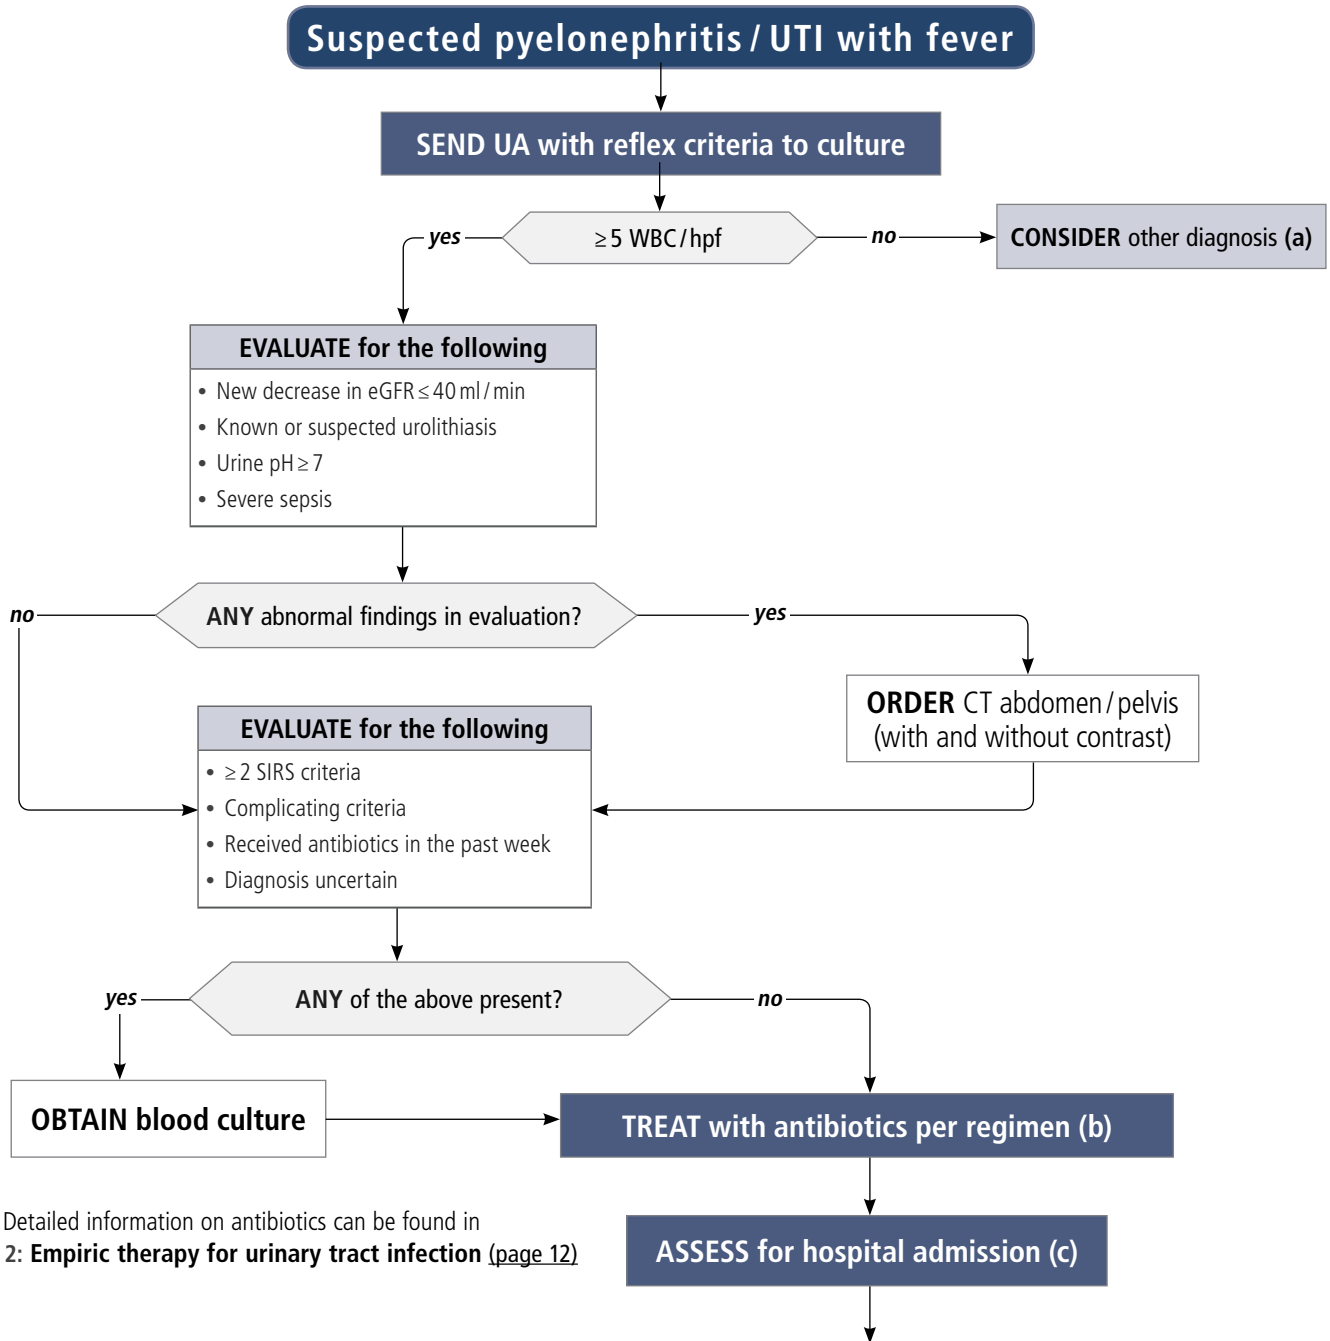 Suspected pyelonephritis / UTI with fever
SEND UA with reflex criteria to culture
yes
≥ 5 WBC / hpf
no
CONSIDER other diagnosis (a)
EVALUATE for the following
• New decrease in eGFR ≤ 40 ml / min
• Known or suspected urolithiasis
• Urine pH ≥ 7
• Severe sepsis
no
ANY abnormal findings in evaluation?
yes
ORDER CT abdomen / pelvis
(with and without contrast)
EVALUATE for the following
• ≥ 2 SIRS criteria
• Complicating criteria
• Received antibiotics in the past week
• Diagnosis uncertain
yes
ANY of the above present?
no
OBTAIN blood culture
TREAT with antibiotics per regimen (b)
Detailed information on antibiotics can be found in
2: Empiric therapy for urinary tract infection (page 12)
ASSESS for hospital admission (c)